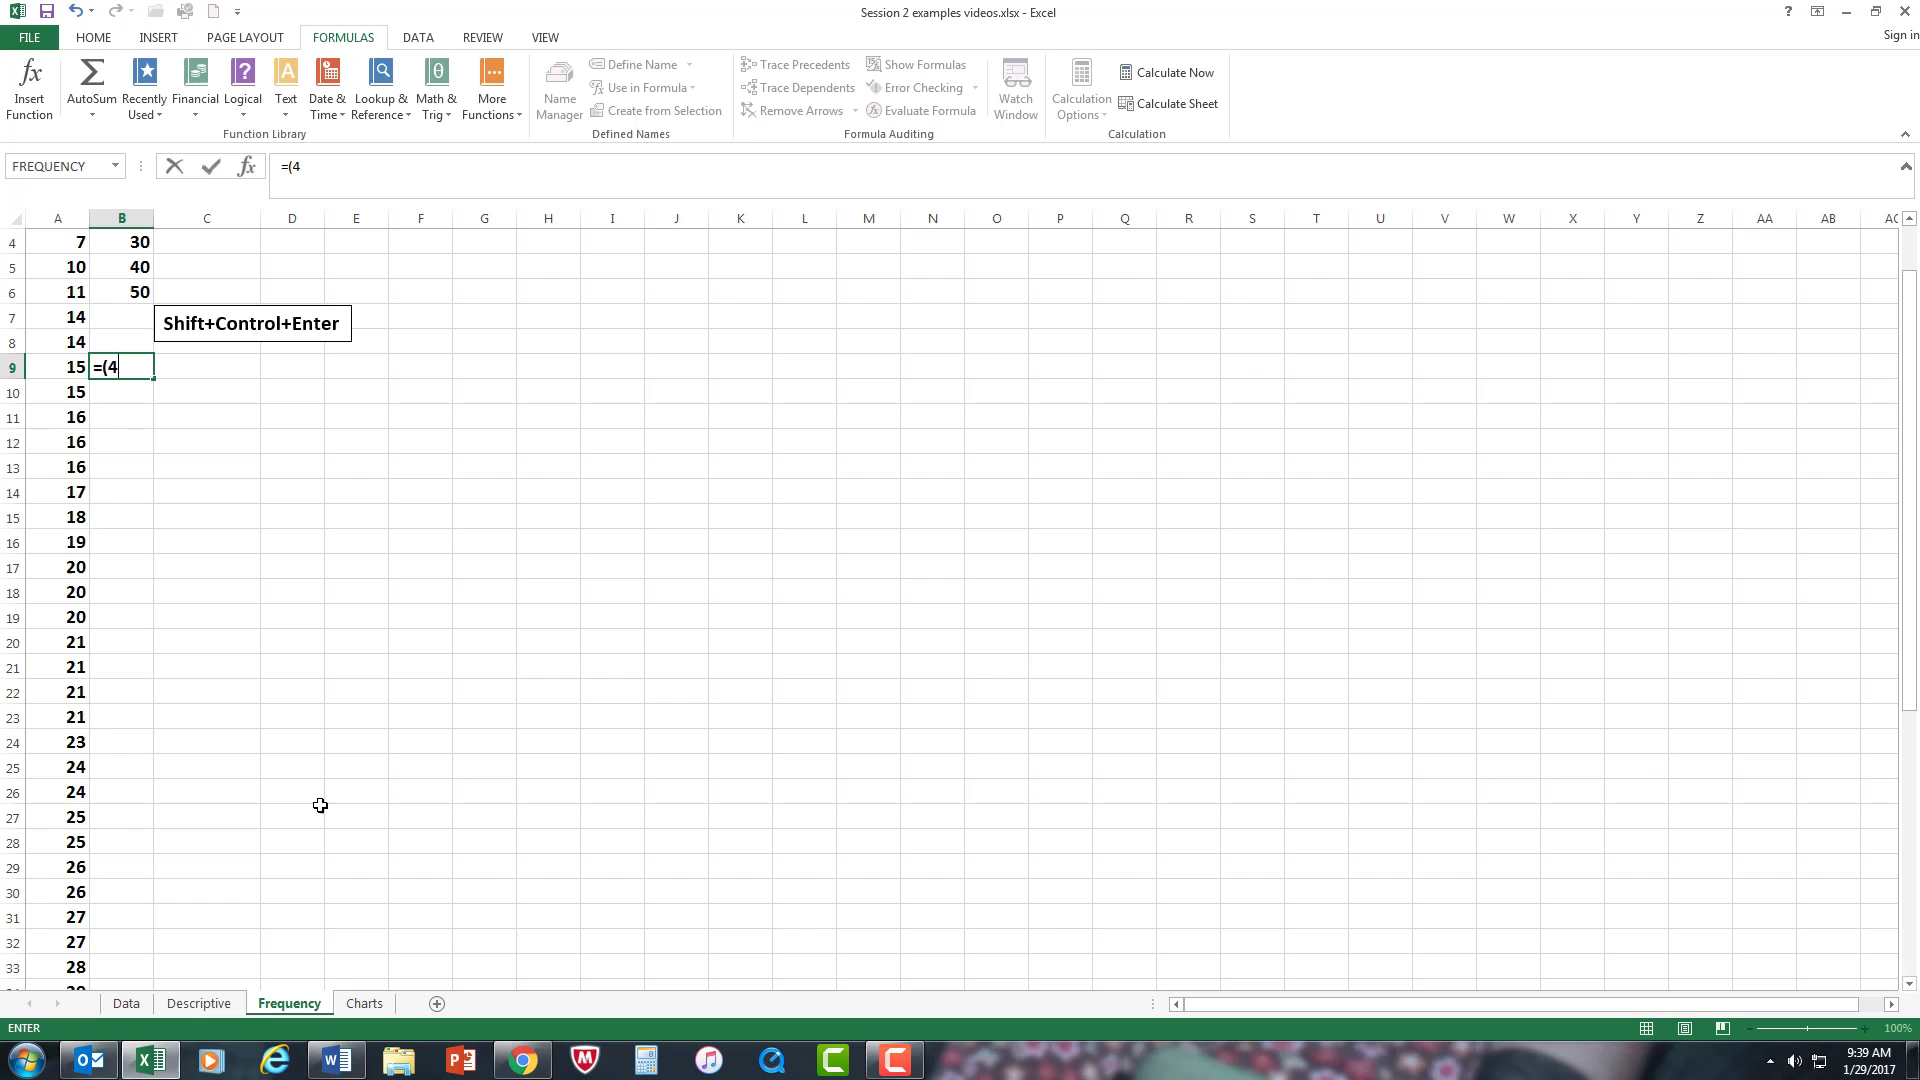 Session 2 examples videos.xlsx - Excel
?
Sign in
FILE HOME INSERT PAGE LAYOUT FORMULAS DATA REVIEW VIEW
fx Insert Function
Σ AutoSum
Recently Used
Financial
Logical
Text
Date & Time
Lookup & Reference
Math & Trig
More Functions
Function Library
Name Manager
Define Name
Use in Formula
Create from Selection
Defined Names
Trace Precedents
Trace Dependents
Remove Arrows
Show Formulas
Error Checking
Evaluate Formula
Formula Auditing
Watch Window
Calculation Options
Calculate Now
Calculate Sheet
Calculation
FREQUENCY fx =(4
A B C D E F G H I J K L M N O P Q R S T U V W X Y Z AA AB AC
4 7 30
5 10 40
6 11 50
7 14 Shift+Control+Enter
8 14
9 15 =(4
10 15
11 16
12 16
13 16
14 17
15 18
16 19
17 20
18 20
19 20
20 21
21 21
22 21
23 21
24 23
25 24
26 24
27 25
28 25
29 26
30 26
31 27
32 27
33 28
Data Descriptive Frequency Charts
ENTER 100%
9:39 AM
1/29/2017